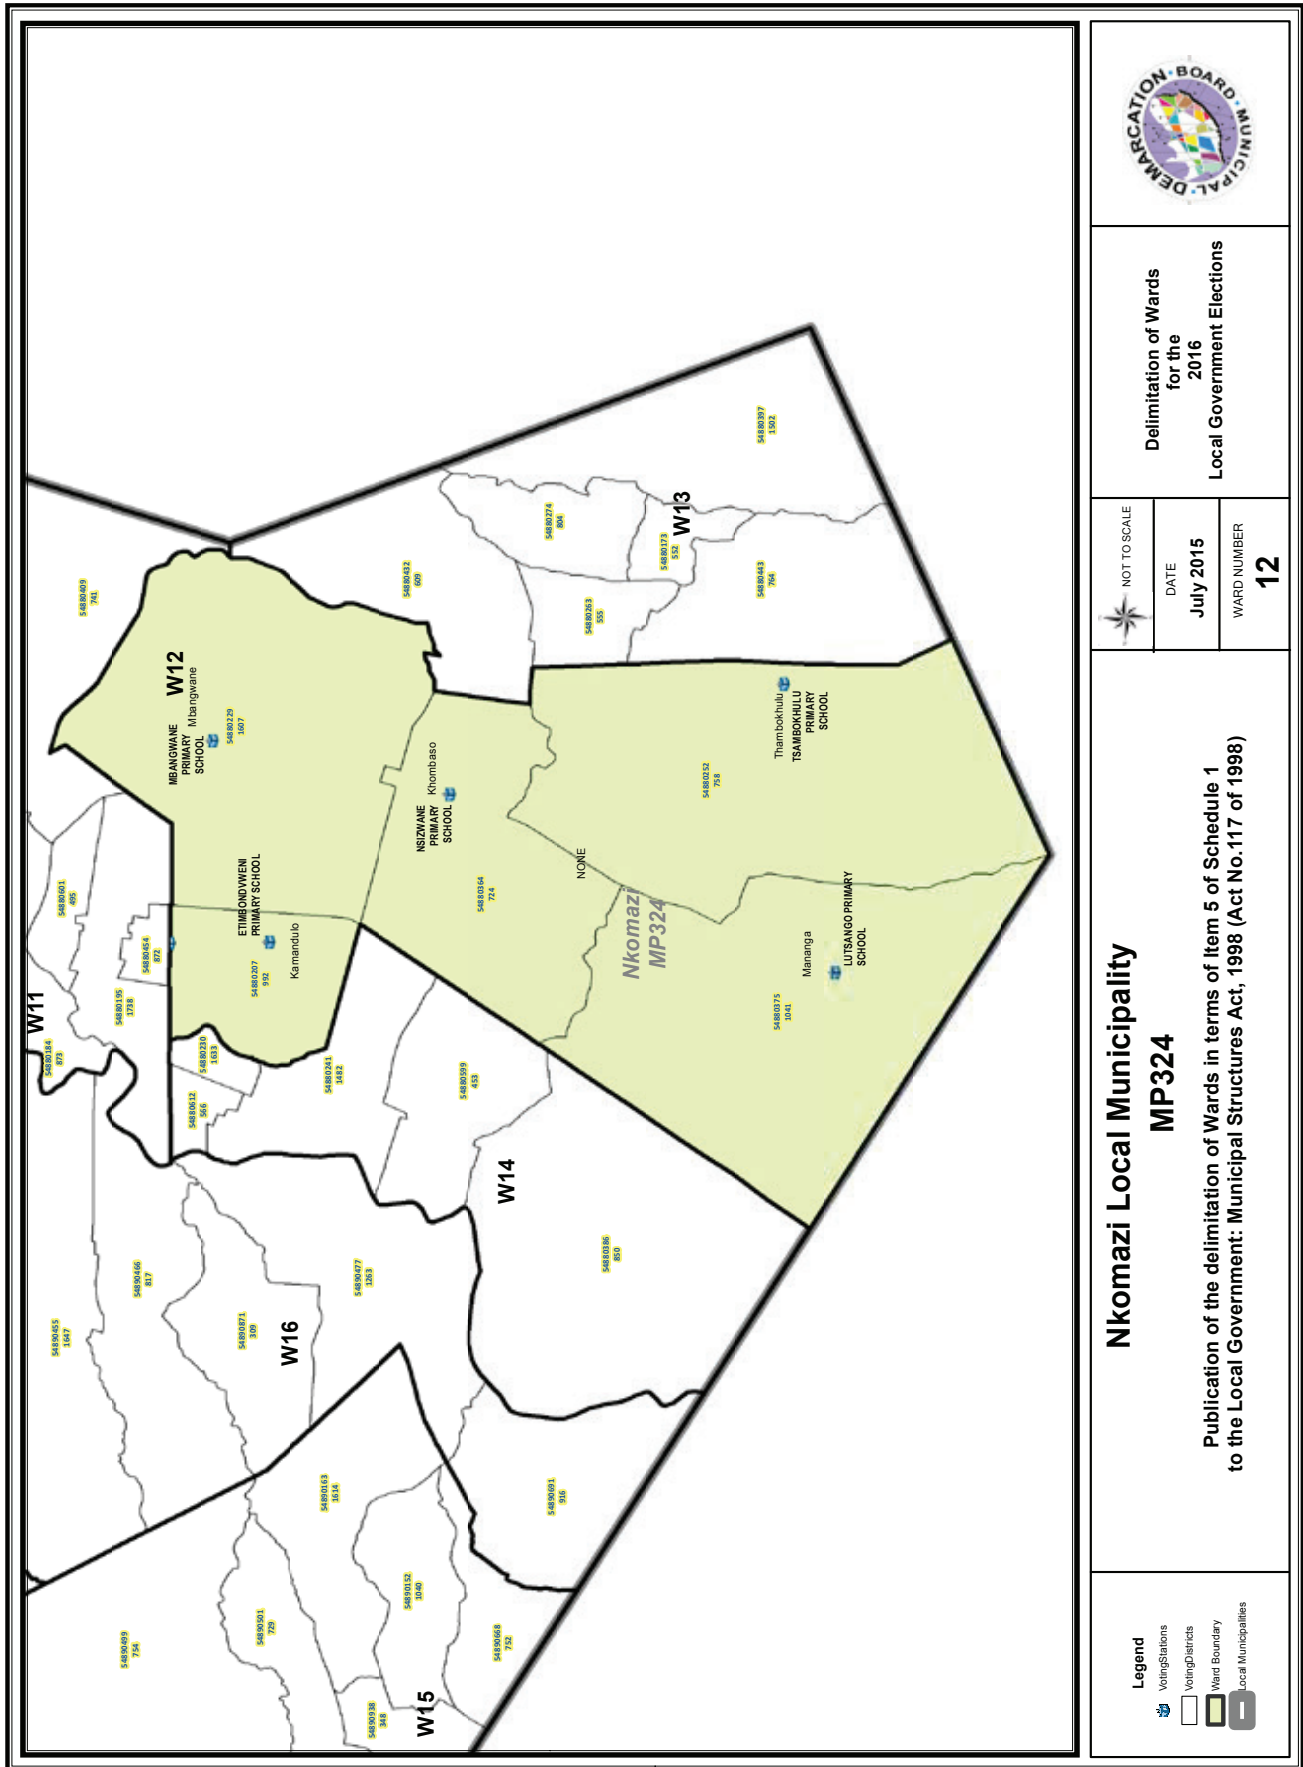 54880409
741
W12
Mbangwane
MBANGWANE
PRIMARY
SCHOOL
54880229
1607
54880432
609
54880274
804
W13
54880173
552
54880397
1502
54880443
764
54880263
555
Khombaso
NSIZWANE
PRIMARY
SCHOOL
54880364
724
NONE
Thambokhulu
TSAMBOKHULU
PRIMARY
SCHOOL
54880252
758
ETIMBONDVWENI
PRIMARY SCHOOL
54880207
992
Kamandulo
54880601
495
54880454
872
54880195
1738
W11
54880184
873
54880230
1633
54880612
566
54880241
1482
54880599
453
Nkomazi
MP324
Mananga
LUTSANGO PRIMARY
SCHOOL
54880375
1041
W14
54880386
850
54890466
817
54890455
1647
54890477
1263
54890871
309
W16
54890163
1614
54890691
916
54890152
1040
54890501
729
54890499
754
54890668
752
54890938
348
W15
MUNICIPAL · DEMARCATION · BOARD ·
Delimitation of Wards
for the
2016
Local Government Elections
NOT TO SCALE
DATE
July 2015
WARD NUMBER
12
Nkomazi Local Municipality
MP324
Publication of the delimitation of Wards in terms of Item 5 of Schedule 1
to the Local Government: Municipal Structures Act, 1998 (Act No.117 of 1998)
Legend
VotingStations
VotingDistricts
Ward Boundary
Local Municipalities